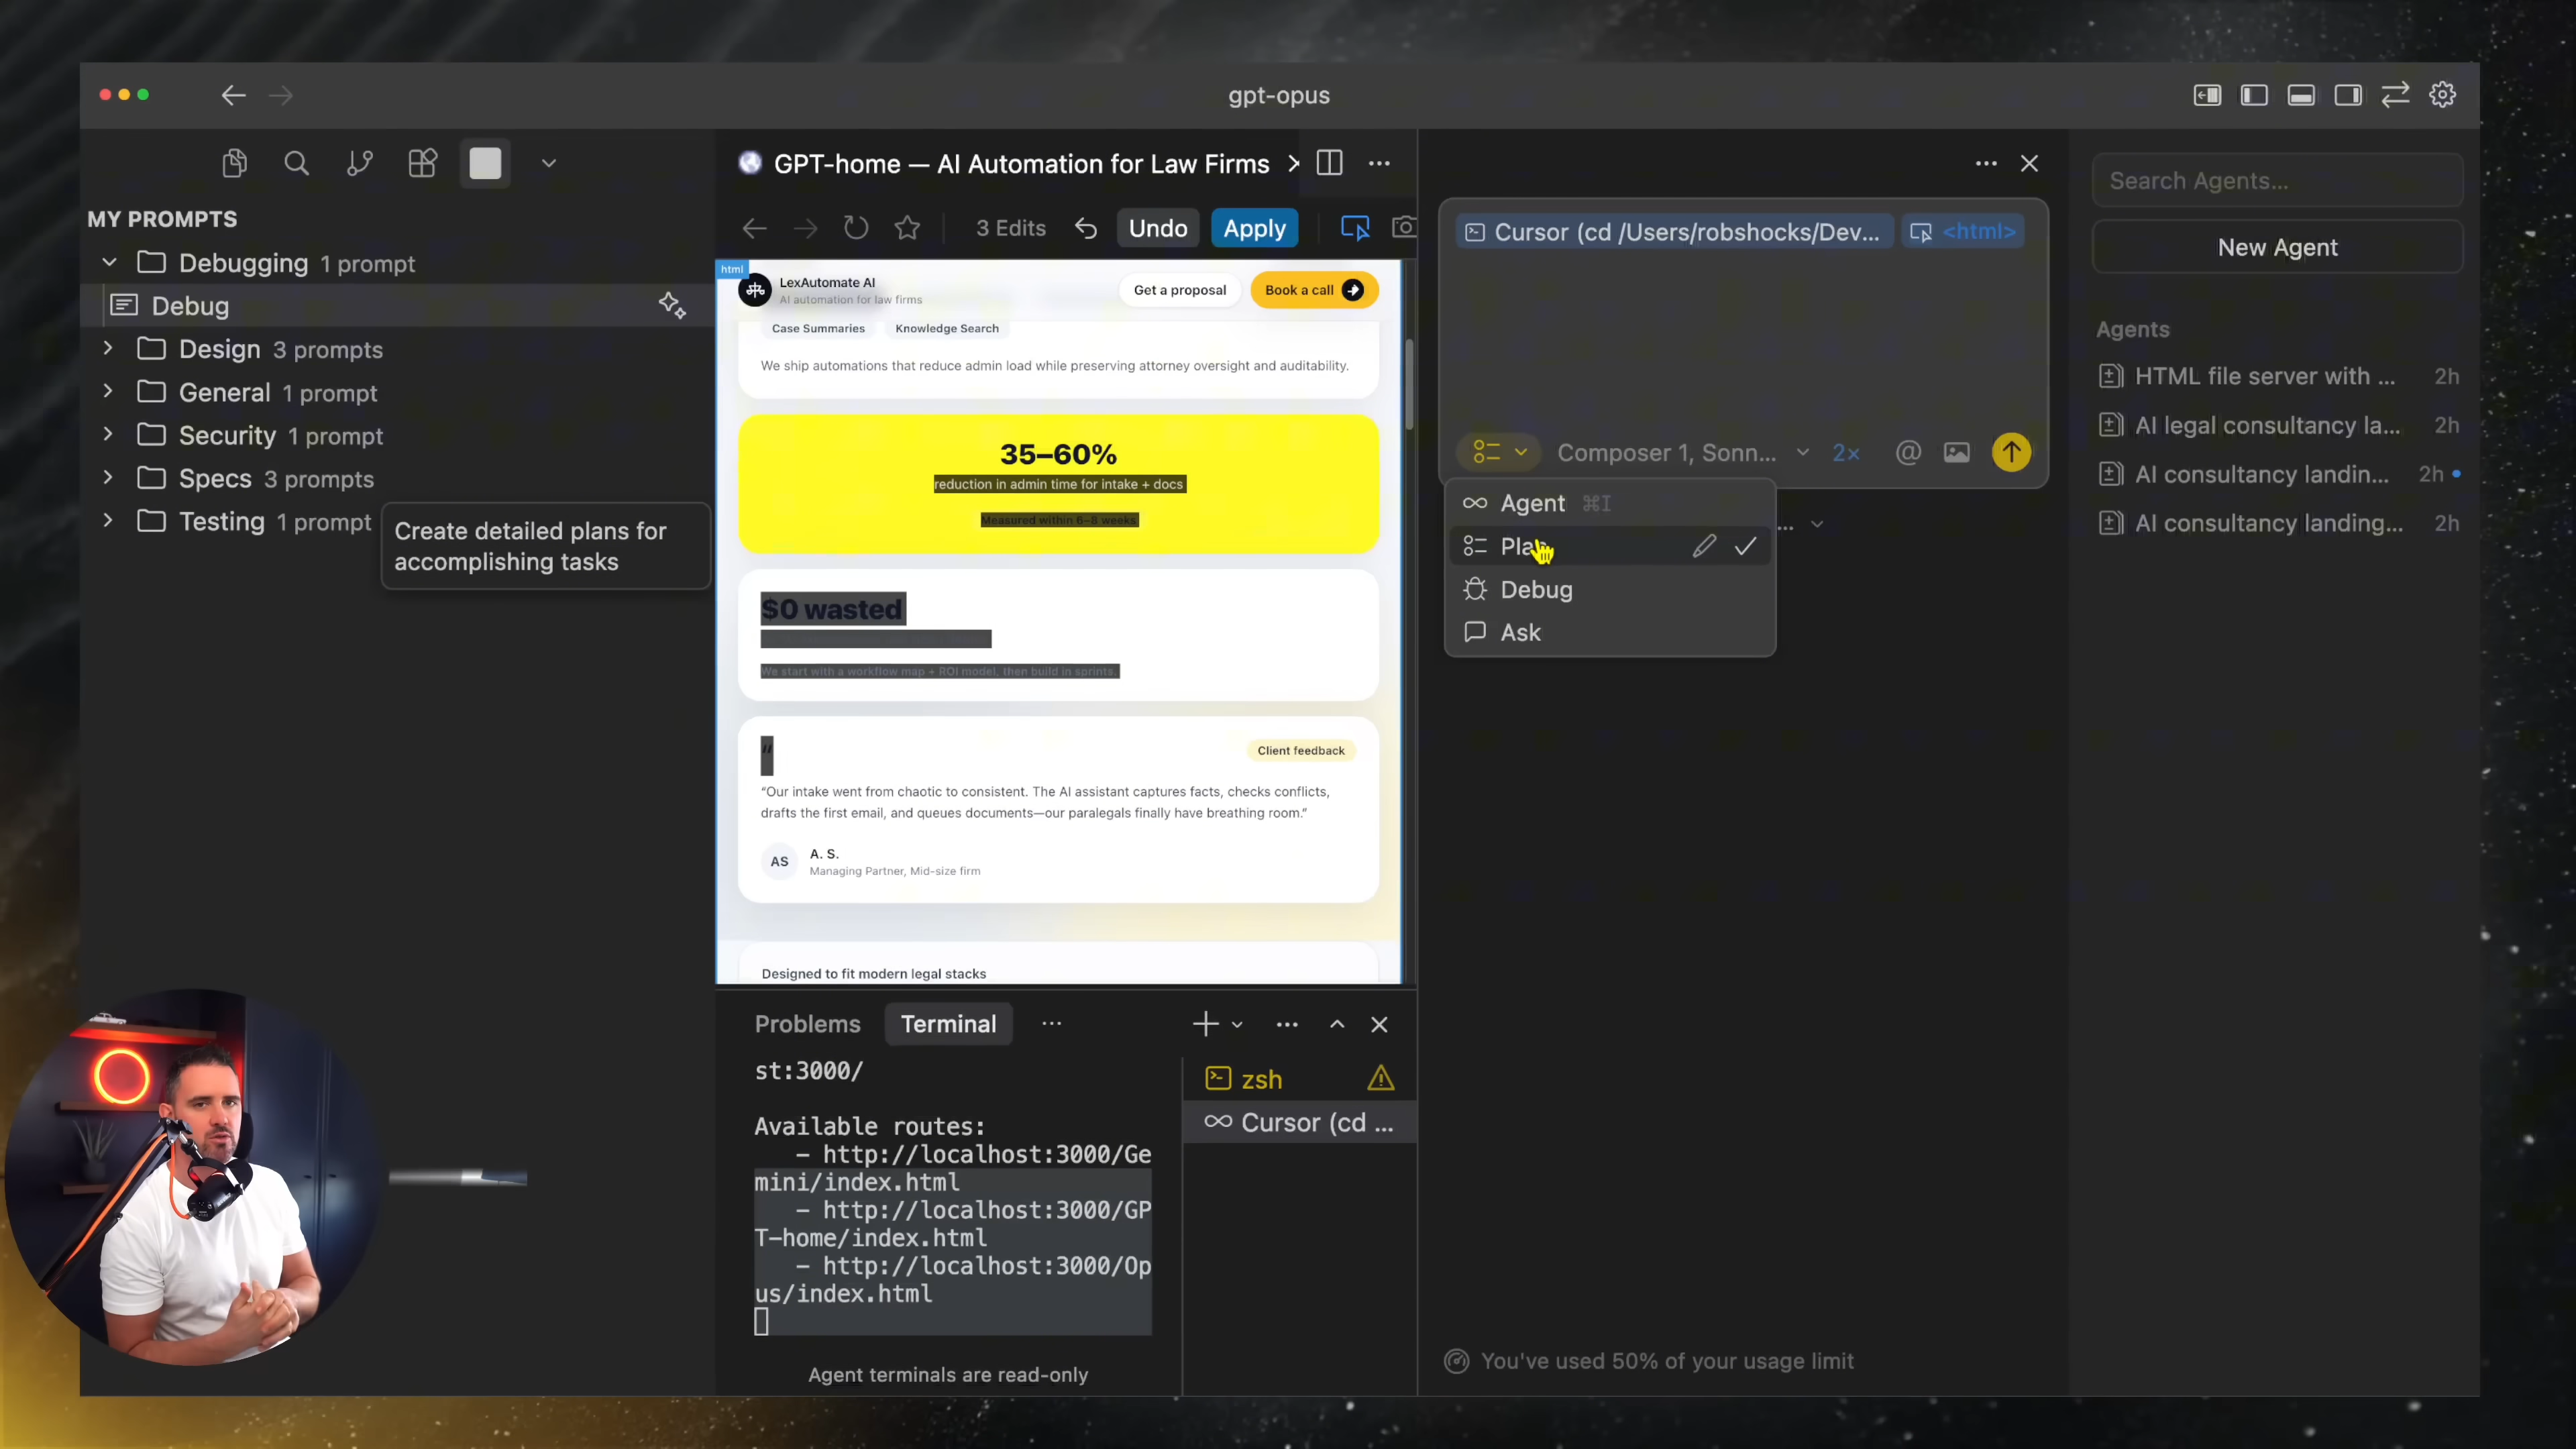 gpt-opus
MY PROMPTS
Debugging 1 prompt
Debug
Design 3 prompts
General 1 prompt
Security 1 prompt
Specs 3 prompts
Testing 1 prompt
Create detailed plans for
accomplishing tasks
GPT-home — AI Automation for Law Firms
3 Edits
Undo
Apply
html
LexAutomate AI
AI automation for law firms
Get a proposal
Book a call
Case Summaries
Knowledge Search
We ship automations that reduce admin load while preserving attorney oversight and auditability.
35–60%
reduction in admin time for intake + docs
Measured within 6–8 weeks
$0 wasted
We start with a workflow map + ROI model, then build in sprints.
“
Client feedback
“Our intake went from chaotic to consistent. The AI assistant captures facts, checks conflicts,
drafts the first email, and queues documents—our paralegals finally have breathing room.”
AS
A. S.
Managing Partner, Mid-size firm
Designed to fit modern legal stacks
Problems
Terminal
st:3000/
Available routes:
– http://localhost:3000/Ge
mini/index.html
– http://localhost:3000/GP
T-home/index.html
– http://localhost:3000/Op
us/index.html
zsh
Cursor (cd ...
Agent terminals are read-only
Cursor (cd /Users/robshocks/Dev...
<html>
Composer 1, Sonn...
2×
@
Agent ⌘I
Plan
Debug
Ask
You've used 50% of your usage limit
Search Agents...
New Agent
Agents
HTML file server with ... 2h
AI legal consultancy la... 2h
AI consultancy landin... 2h
AI consultancy landing... 2h